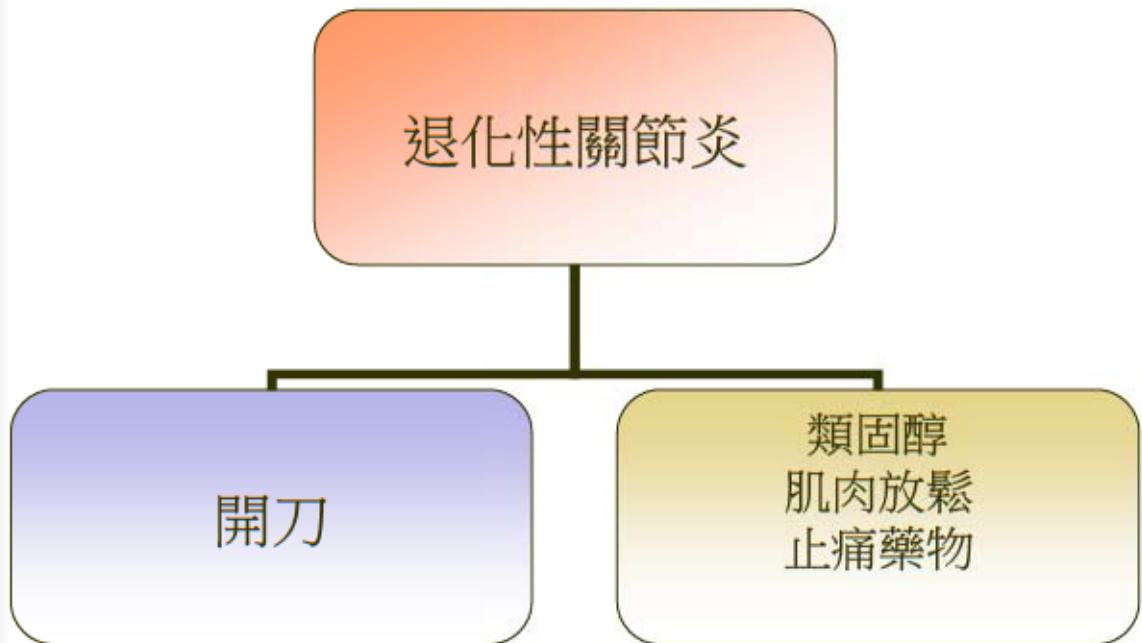 退化性關節炎
開刀
類固醇
肌肉放鬆
止痛藥物